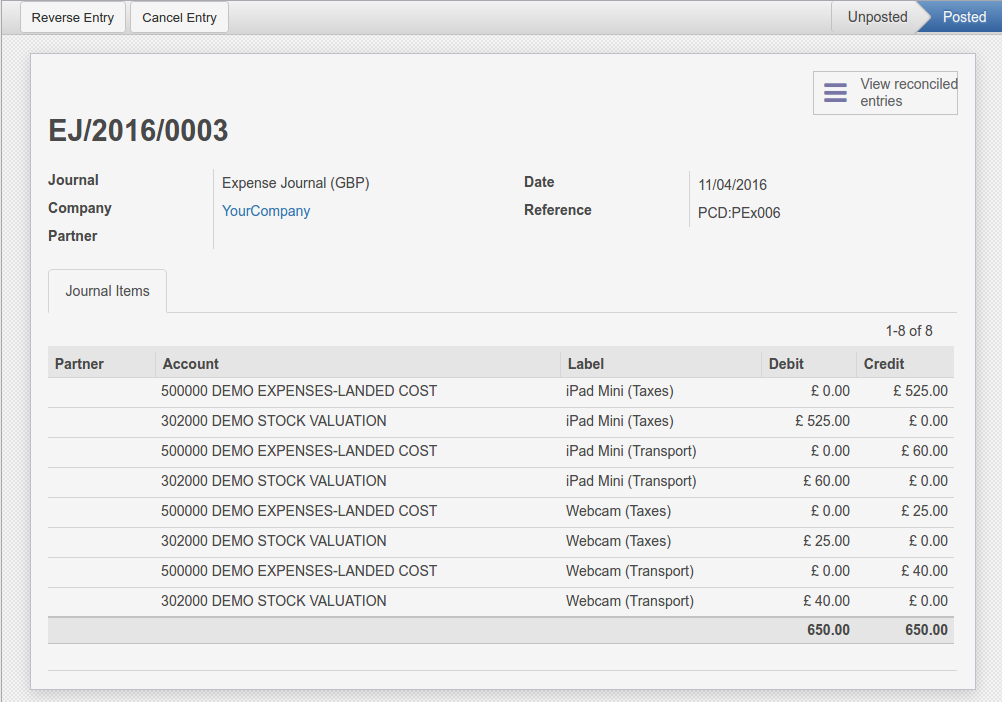 Reverse Entry Cancel Entry Unposted Posted
View reconciled
entries
EJ/2016/0003
Journal Expense Journal (GBP) Date 11/04/2016
Company YourCompany Reference PCD:PEx006
Partner
Journal Items
1-8 of 8
Partner Account Label Debit Credit
500000 DEMO EXPENSES-LANDED COST iPad Mini (Taxes) £ 0.00 £ 525.00
302000 DEMO STOCK VALUATION iPad Mini (Taxes) £ 525.00 £ 0.00
500000 DEMO EXPENSES-LANDED COST iPad Mini (Transport) £ 0.00 £ 60.00
302000 DEMO STOCK VALUATION iPad Mini (Transport) £ 60.00 £ 0.00
500000 DEMO EXPENSES-LANDED COST Webcam (Taxes) £ 0.00 £ 25.00
302000 DEMO STOCK VALUATION Webcam (Taxes) £ 25.00 £ 0.00
500000 DEMO EXPENSES-LANDED COST Webcam (Transport) £ 0.00 £ 40.00
302000 DEMO STOCK VALUATION Webcam (Transport) £ 40.00 £ 0.00
650.00 650.00